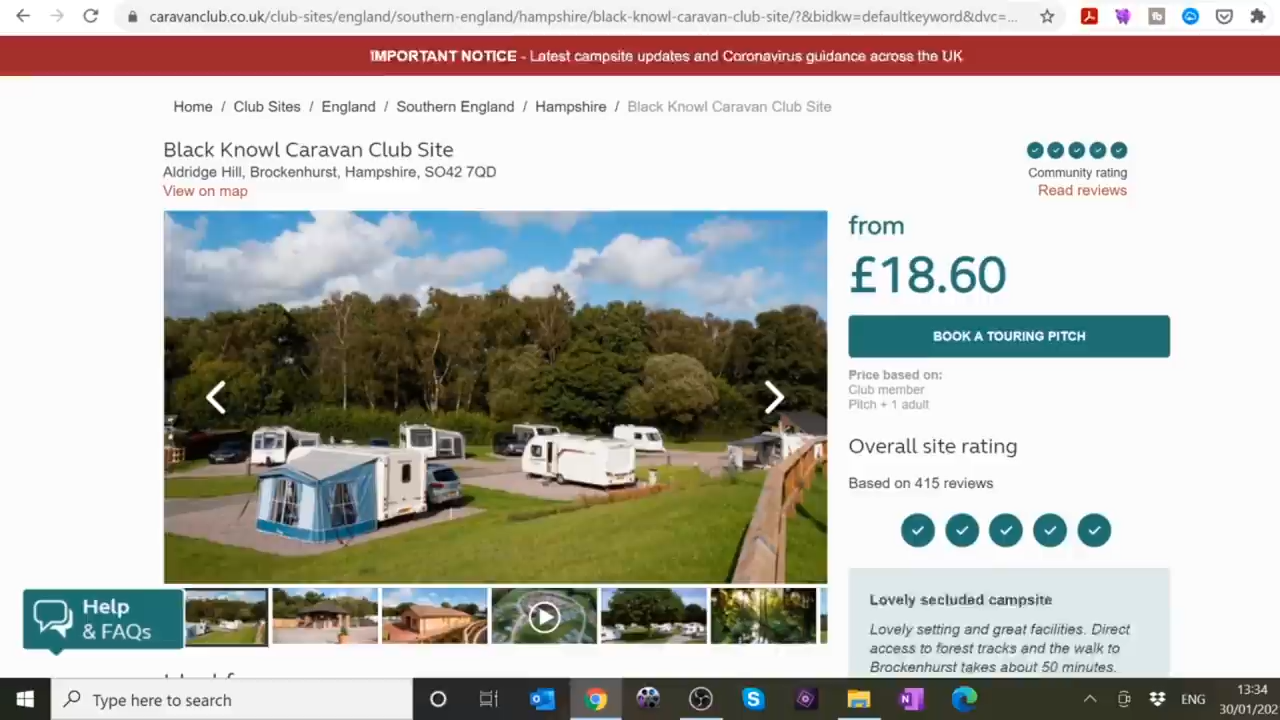 caravanclub.co.uk/club-sites/england/southern-england/hampshire/black-knowl-caravan-club-site/?&bidkw=defaultkeyword&dvc=...
IMPORTANT NOTICE - Latest campsite updates and Coronavirus guidance across the UK
Home / Club Sites / England / Southern England / Hampshire / Black Knowl Caravan Club Site
Black Knowl Caravan Club Site
Aldridge Hill, Brockenhurst, Hampshire, SO42 7QD
View on map
Community rating
Read reviews
from
£18.60
BOOK A TOURING PITCH
Price based on:
Club member
Pitch + 1 adult
Overall site rating
Based on 415 reviews
Lovely secluded campsite
Lovely setting and great facilities. Direct
access to forest tracks and the walk to
Brockenhurst takes about 50 minutes.
Help
& FAQs
Type here to search
ENG
13:34
30/01/202